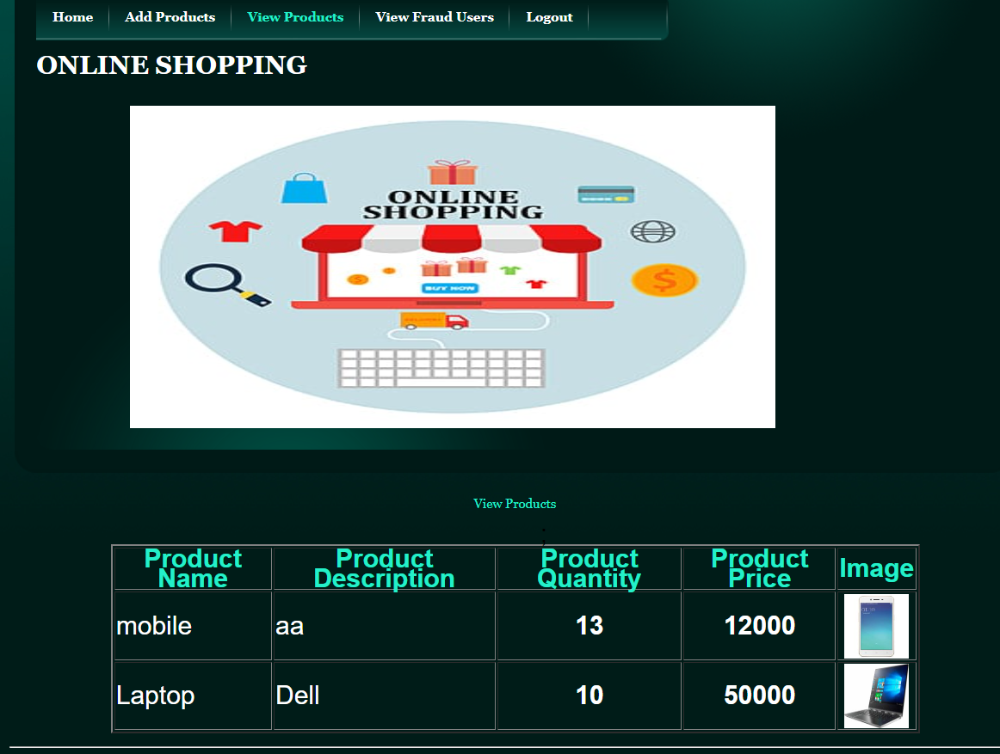 Home Add Products View Products View Fraud Users Logout
ONLINE SHOPPING
ONLINE
SHOPPING
BUY NOW
View Products
Product Name Product Description Product Quantity Product Price Image
mobile aa 13 12000
Laptop Dell 10 50000